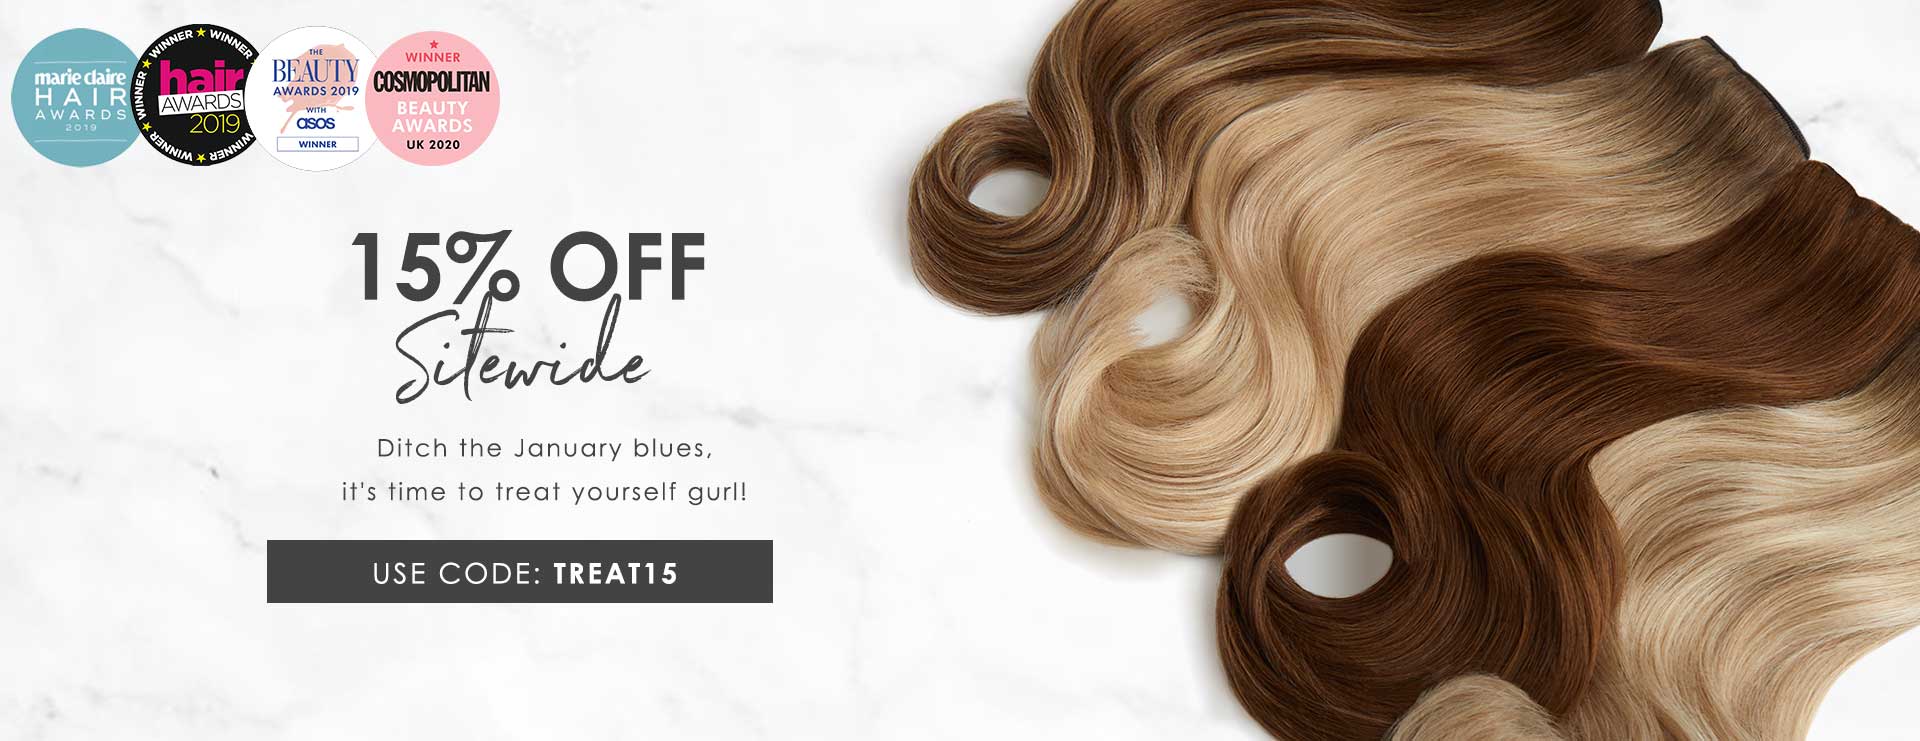 marie claire
HAIR
AWARDS
2019
WINNER ★ WINNER ★ WINNER ★ WINNER ★ WINNER ★ WINNER
hair
AWARDS
2019
THE
BEAUTY
AWARDS 2019
WITH
asos
WINNER
WINNER
COSMOPOLITAN
BEAUTY
AWARDS
UK 2020
15% OFF
Sitewide
Ditch the January blues,
it's time to treat yourself gurl!
USE CODE: TREAT15